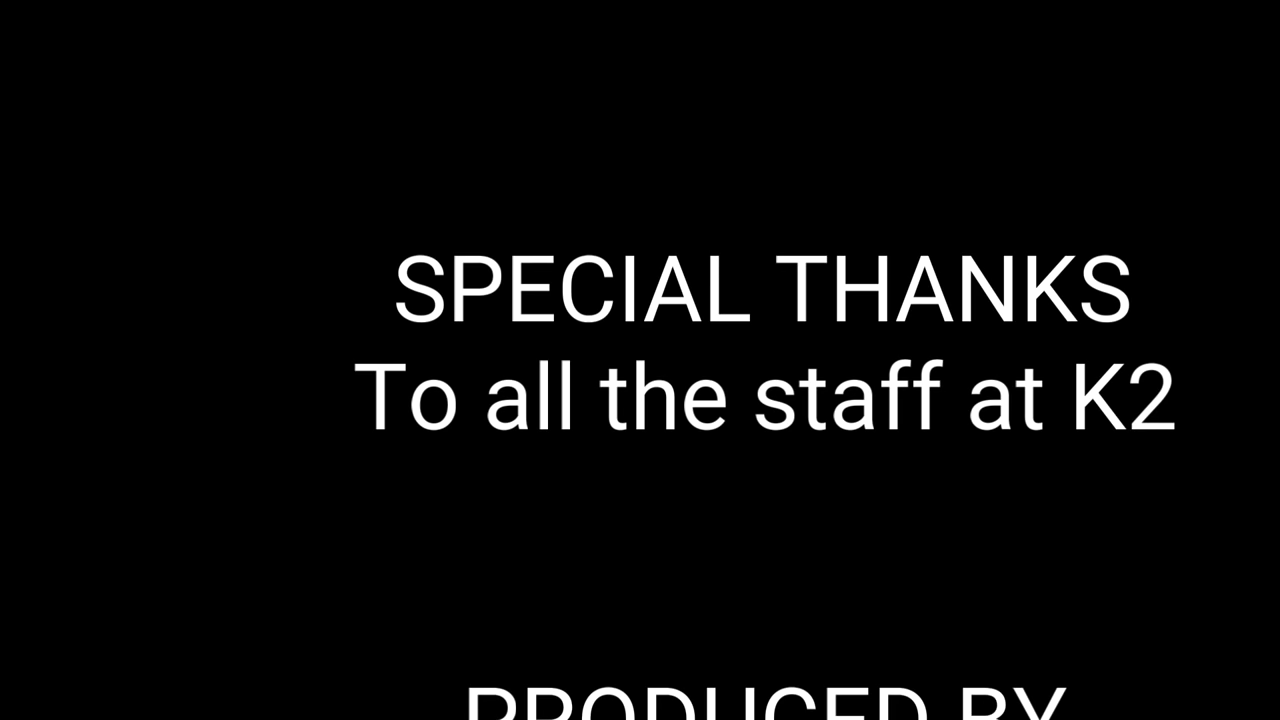 SPECIAL THANKS
To all the staff at K2
PRODUCED BY